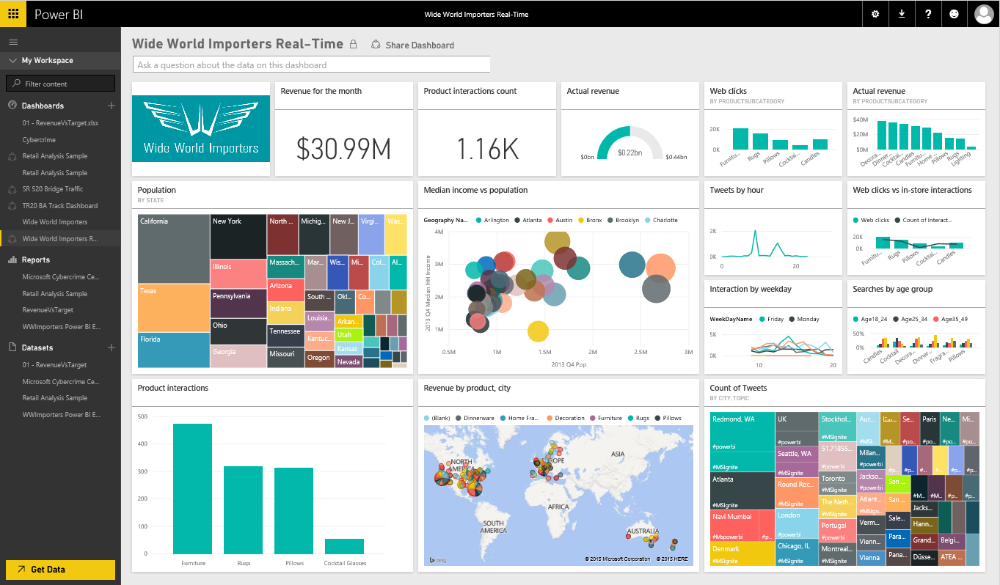 Power BI
Wide World Importers Real-Time
?
My Workspace
Filter content
Dashboards
01 - RevenueVsTarget.xlsx
Cybercrime
Retail Analysis Sample
Retail Analysis Sample
SR 520 Bridge Traffic
TR20 BA Track Dashboard
Wide World Importers
Wide World Importers R...
Reports
Microsoft Cybercrime Ce...
Retail Analysis Sample
RevenueVsTarget
WWImporters Power BI E...
Datasets
01 - RevenueVsTarget
Microsoft Cybercrime Ce...
Retail Analysis Sample
WWImporters Power BI E...
Get Data
Wide World Importers Real-Time
Share Dashboard
Ask a question about the data on this dashboard
Wide World Importers
Revenue for the month
$30.99M
Product interactions count
1.16K
Actual revenue
$0bn
$0.22bn
$0.44bn
Web clicks
BY PRODUCTSUBCATEGORY
20K
0K
Furnitu...
Rugs
Pillows
Cocktai...
Candles
Actual revenue
BY PRODUCTSUBCATEGORY
$40M
$20M
$0M
Decora...
Dinner...
Cocktai...
Candles
Furnitu...
Home ...
Pillows
Rugs
Lighting
Population
BY STATE
California
Texas
Florida
New York
Illinois
Pennsylvania
Ohio
Georgia
North ...
Michig...
New J...
Virgi...
Was...
Massach...
Mar...
Wis...
Mi...
Col...
Al...
Arizona
Indiana
Tennessee
Missouri
South ...
Okl...
Co...
Louisia...
Kentuc...
Oregon
Arkan...
Utah
Kansas
Nevada
Median income vs population
Geography Na...
Arlington
Atlanta
Austin
Bronx
Brooklyn
Charlotte
2013 Q4 Median HH Income
4M
3M
2M
1M
0.5M
1M
1.5M
2M
2.5M
3M
2013 Q4 Pop
Tweets by hour
2K
0K
0
20
Web clicks vs in-store interactions
Web clicks
Count of Interact...
20K
0K
Furnitu...
Rugs
Pillows
Cocktai...
Candles
Interaction by weekday
WeekDayName
Friday
Monday
5K
0K
10
20
Searches by age group
Age18_24
Age25_34
Age35_49
50%
0%
Candles
Cocktail
Decora...
Dinner...
Fragra...
Pillows
Product interactions
500
400
300
200
100
0
Furniture
Rugs
Pillows
Cocktail Glasses
Revenue by product, city
(Blank)
Dinnerware
Home Fra...
Decoration
Furniture
Rugs
Pillows
NORTH
AMERICA
ROPE
ASIA
AFRICA
SOUTH
AMERICA
AUSTRALIA
bing
© 2015 Microsoft Corporation
© 2015 HERE
Count of Tweets
BY CITY, TOPIC
Redmond, WA
#powerbi
#MSIgnite
Atlanta
#MSIgnite
Navi Mumbai
#Mspowerbi
#p...
Denmark
#MSIgnite
UK
#powerbi
Seattle, WA
#MSIgnite
Round Roc...
#MSIgnite
London
#powerbi
Chicago, IL
#MSIgnite
Stockhol...
#MSIgnite
51.71855...
#powerbi
Toronto
#MSIgnite
The Neth...
#MSIgnite
Portugal
#powerbi
Montreal...
#MSIgnite
Auc...
#MSI...
#M...
Se...
#po...
Paris
#po...
Ne...
#po...
Mi...
#p...
Milan...
#powerbi
Jackso...
#powerbi
Atlant...
#MSIgn...
Verm...
Vienn...
Vienna
San ...
San ...
Sale...
Para...
Pana...
#M...
#M...
#p...
#p...
Jacks...
Hann...
Grand...
Belgi...
Düsse...
ATEA ...